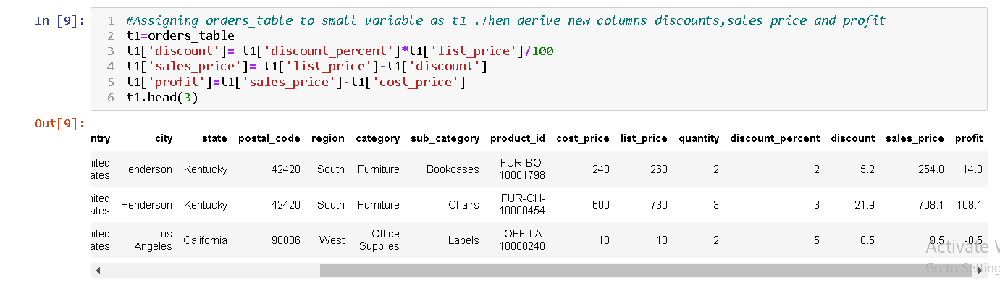 In [9]:
1 #Assigning orders_table to small variable as t1 .Then derive new columns discounts,sales price and profit
2 t1=orders_table
3 t1['discount']= t1['discount_percent']*t1['list_price']/100
4 t1['sales_price']= t1['list_price']-t1['discount']
5 t1['profit']=t1['sales_price']-t1['cost_price']
6 t1.head(3)
Out[9]:
ntry city state postal_code region category sub_category product_id cost_price list_price quantity discount_percent discount sales_price profit
nited FUR-BO-
ates Henderson Kentucky 42420 South Furniture Bookcases 10001798 240 260 2 2 5.2 254.8 14.8
nited FUR-CH-
ates Henderson Kentucky 42420 South Furniture Chairs 10000454 600 730 3 3 21.9 708.1 108.1
nited Los Office OFF-LA-
ates Angeles California 90036 West Supplies Labels 10000240 10 10 2 5 0.5 9.5 -0.5
Activate W
Go to Setting